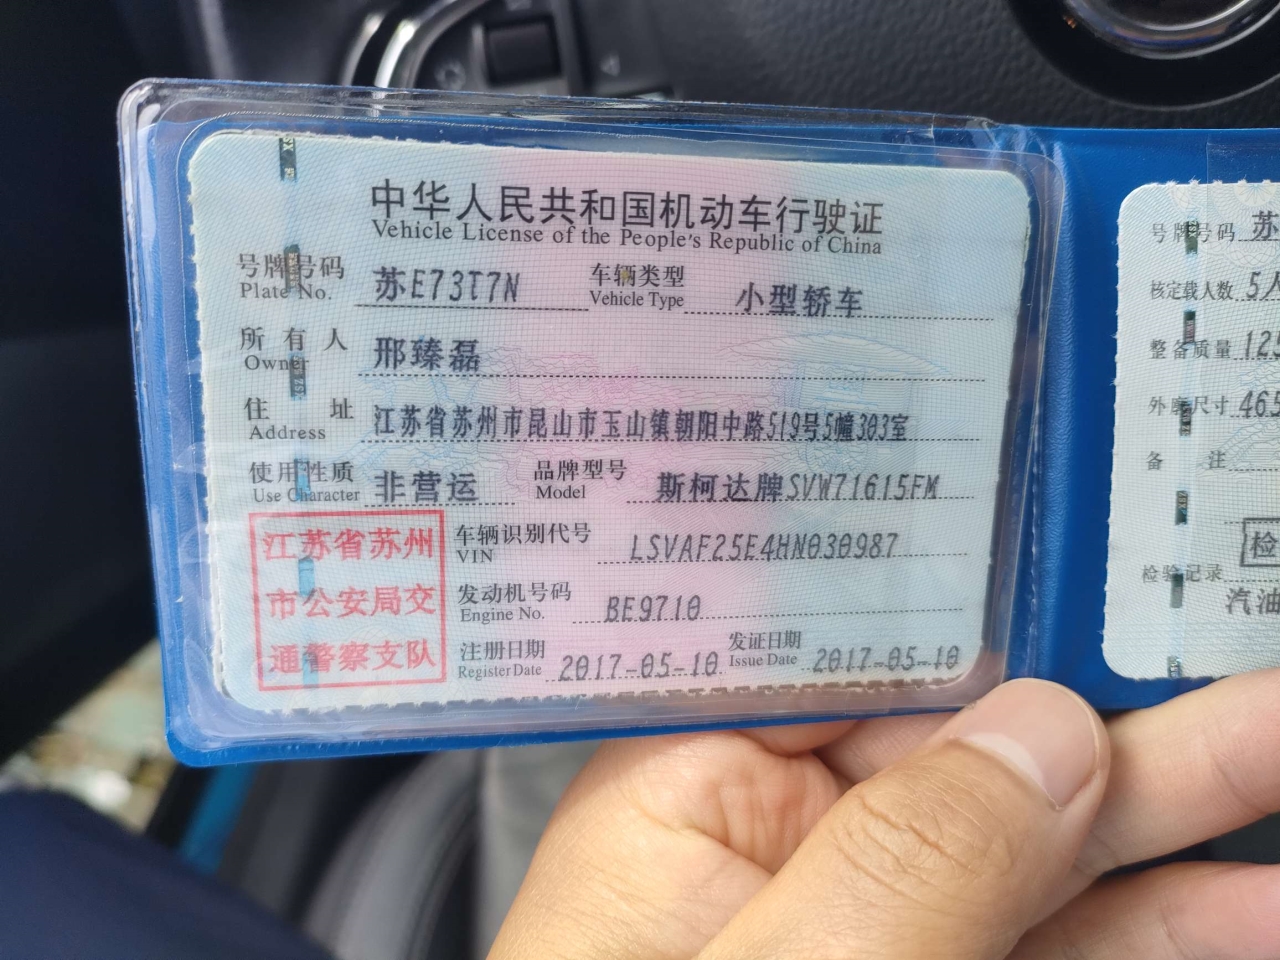 中华人民共和国机动车行驶证
Vehicle License of the People's Republic of China
号牌号码 苏E73T7N 车辆类型 小型轿车
Plate No. Vehicle Type
所有人 邢臻磊
Owner
住址 江苏省苏州市昆山市玉山镇朝阳中路519号5幢303室
Address
使用性质 非营运 品牌型号 斯柯达牌SVW71615FM
Use Character Model
江苏省苏州
市公安局交
通警察支队
车辆识别代号 LSVAF25E4HN030987
VIN
发动机号码 BE9710
Engine No.
注册日期 2017-05-10 发证日期 2017-05-10
Register Date Issue Date
号牌号码 苏
核定载人数 5人
整备质量 125
外廓尺寸 465
备注
检
检验记录
汽油